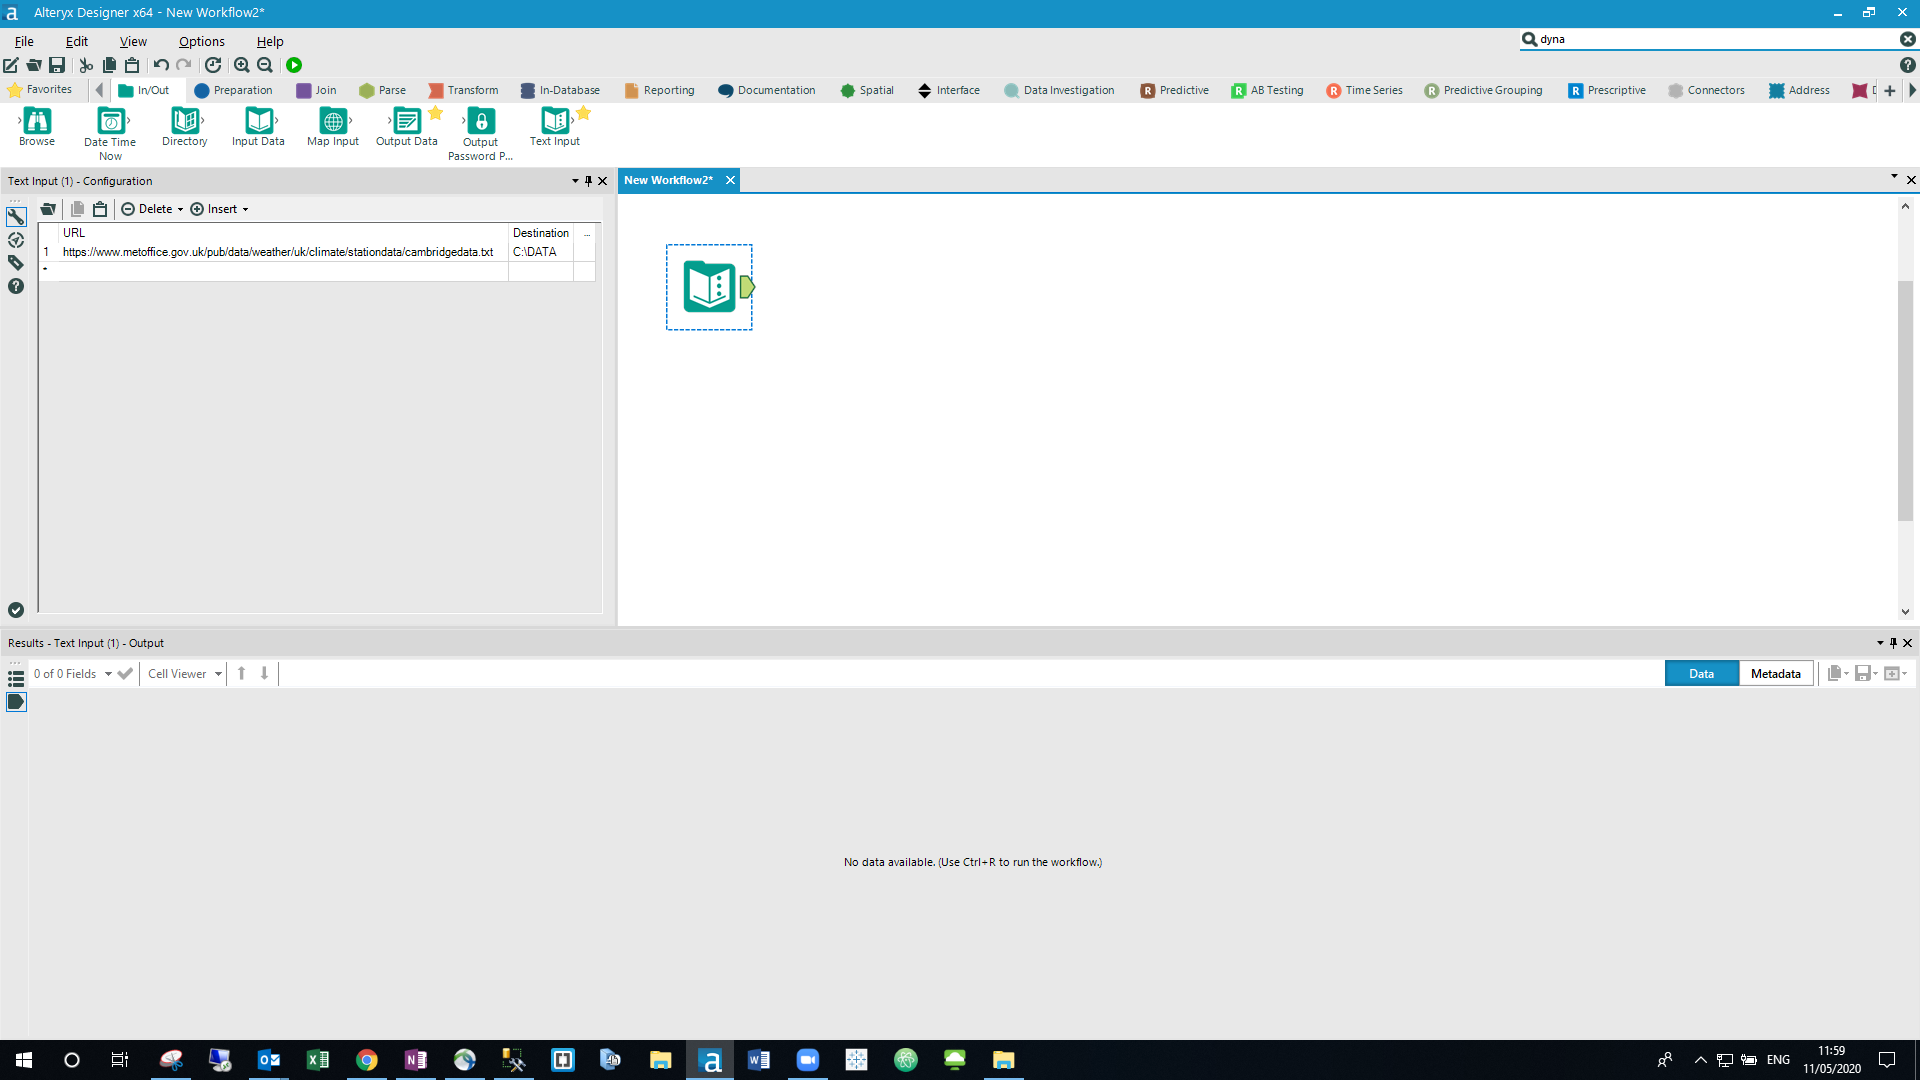 a Alteryx Designer x64 - New Workflow2*
File Edit View Options Help
dyna
Favorites In/Out Preparation Join Parse Transform In-Database Reporting Documentation Spatial Interface Data Investigation R Predictive R AB Testing R Time Series R Predictive Grouping R Prescriptive Connectors Address
Browse Date Time Directory Input Data Map Input Output Data Output Text Input
Now Password P...
Text Input (1) - Configuration
New Workflow2*
Delete Insert
URL Destination ...
1 https://www.metoffice.gov.uk/pub/data/weather/uk/climate/stationdata/cambridgedata.txt C:\DATA
Results - Text Input (1) - Output
0 of 0 Fields Cell Viewer Data Metadata
No data available. (Use Ctrl+R to run the workflow.)
ENG
11:59
11/05/2020